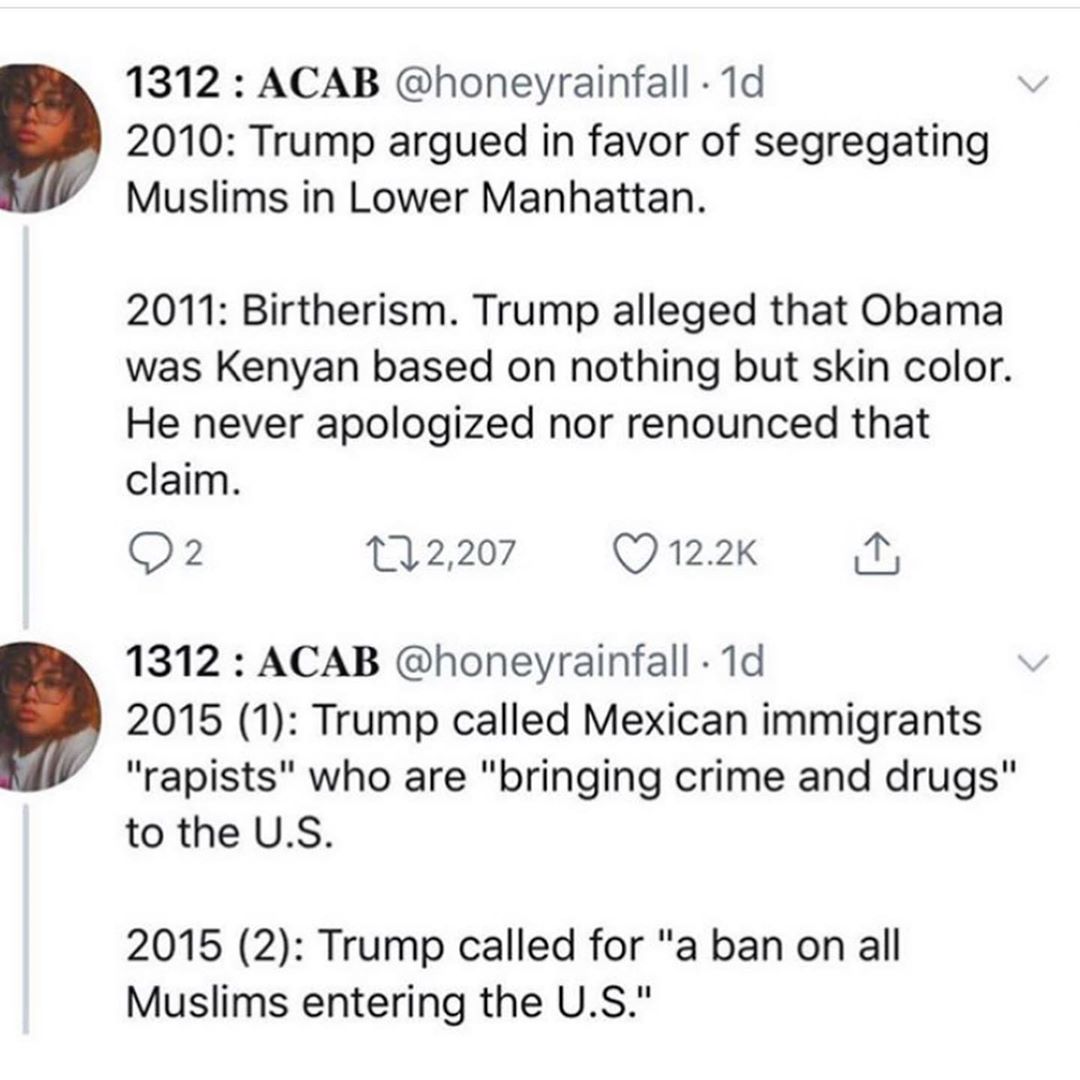 1312 : ACAB @honeyrainfall · 1d
2010: Trump argued in favor of segregating
Muslims in Lower Manhattan.
2011: Birtherism. Trump alleged that Obama
was Kenyan based on nothing but skin color.
He never apologized nor renounced that
claim.
2 2,207 12.2K
1312 : ACAB @honeyrainfall · 1d
2015 (1): Trump called Mexican immigrants
"rapists" who are "bringing crime and drugs"
to the U.S.
2015 (2): Trump called for "a ban on all
Muslims entering the U.S."